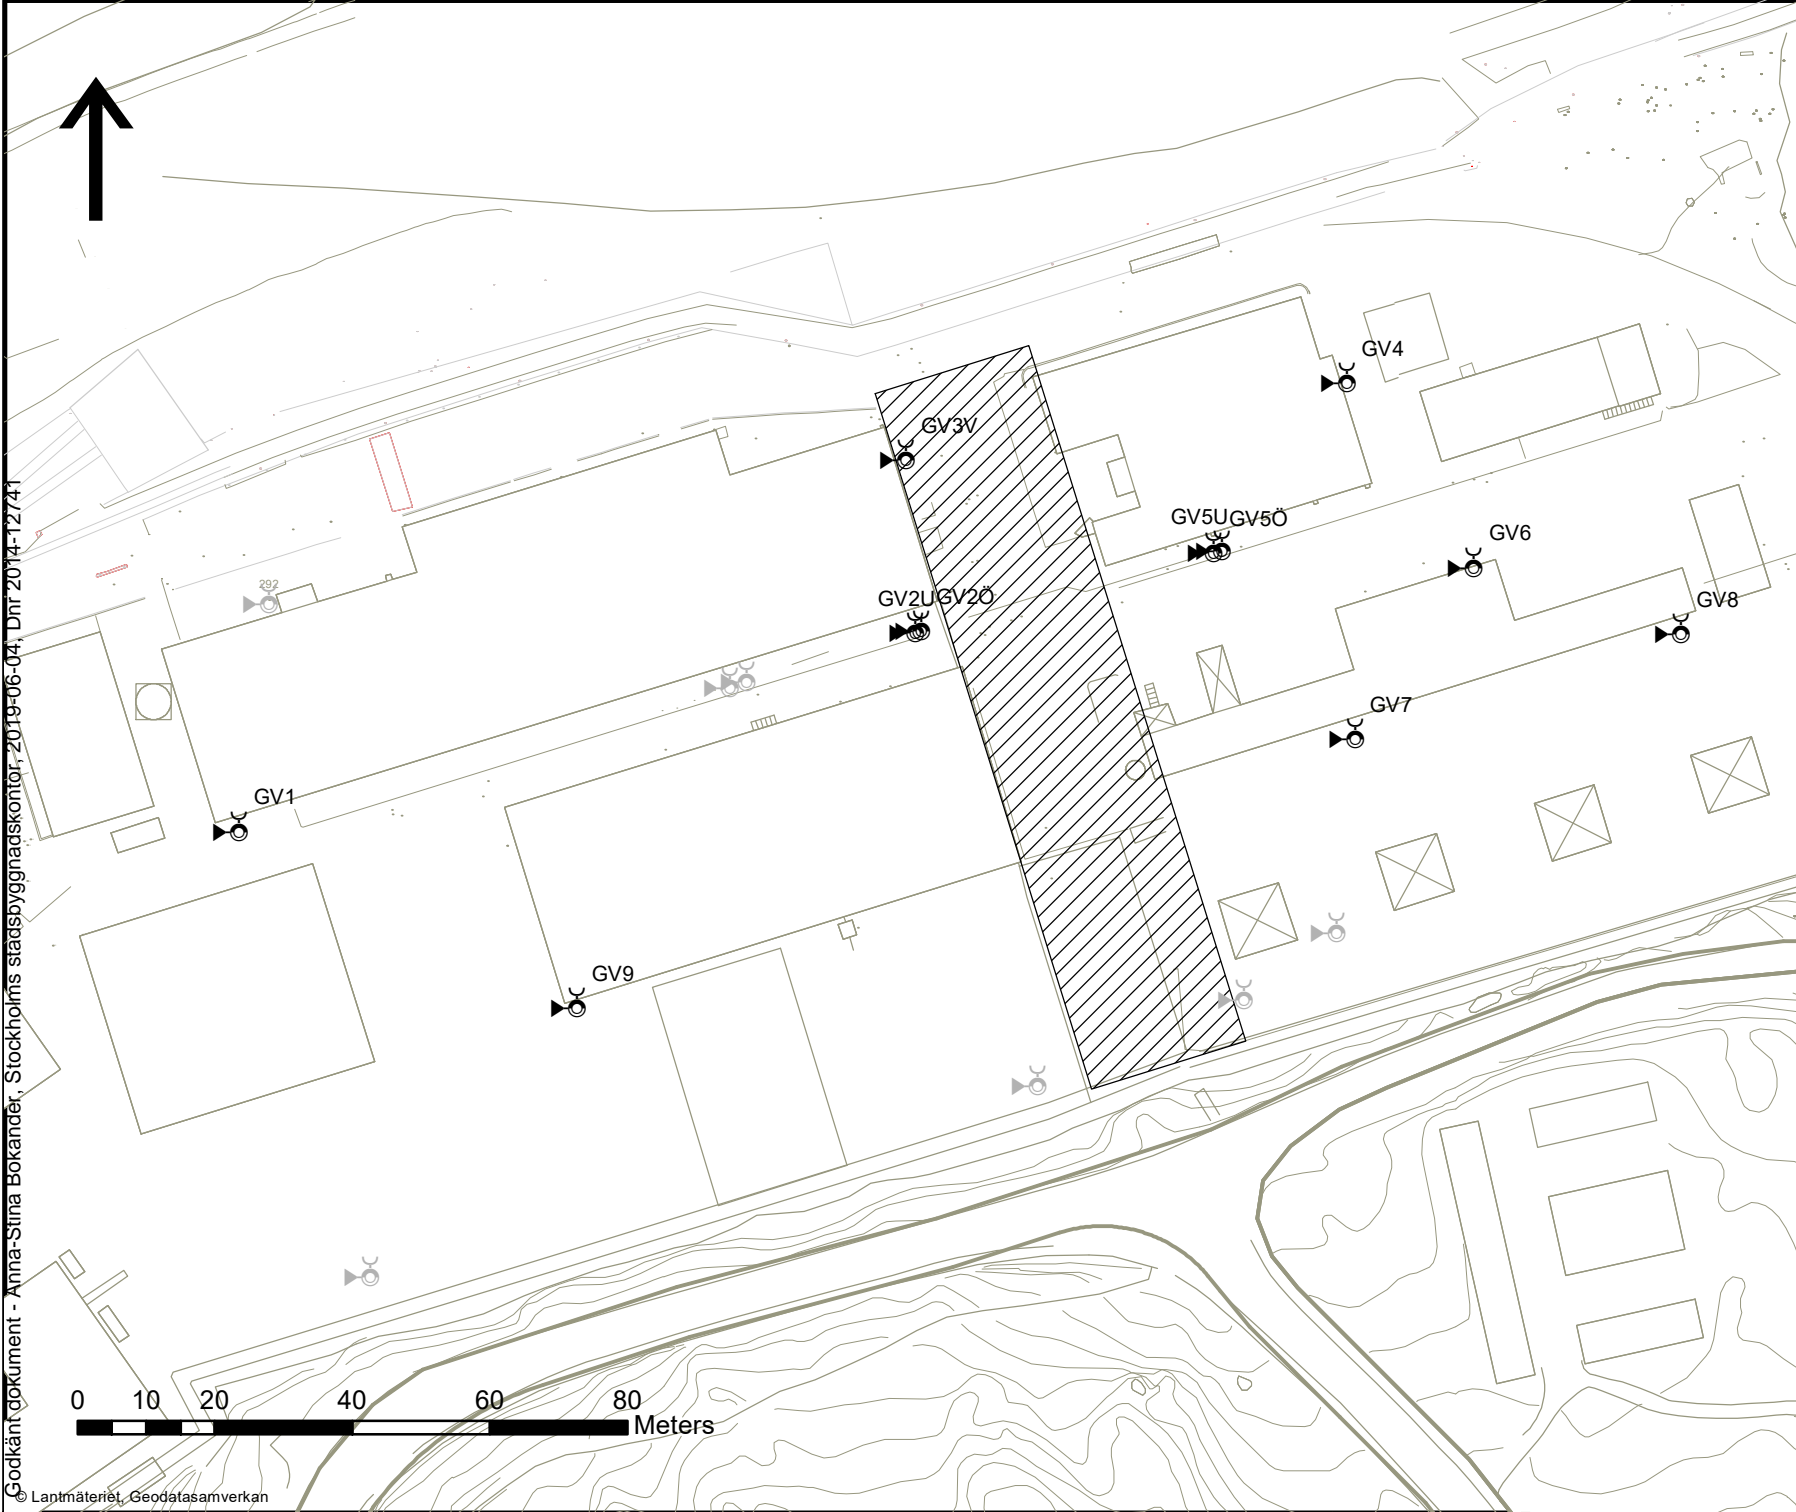 GV4
GV3V
GV5U GV5Ö
GV6
292
GV2U GV2Ö
GV8
GV7
GV1
GV9
0 10 20 40 60 80
Meters
© Lantmäteriet, Geodatasamverkan
Godkänt dokument - Anna-Stina Bokander, Stockholms stadsbyggnadskontor, 2019-06-04, Dnr 2014-12741